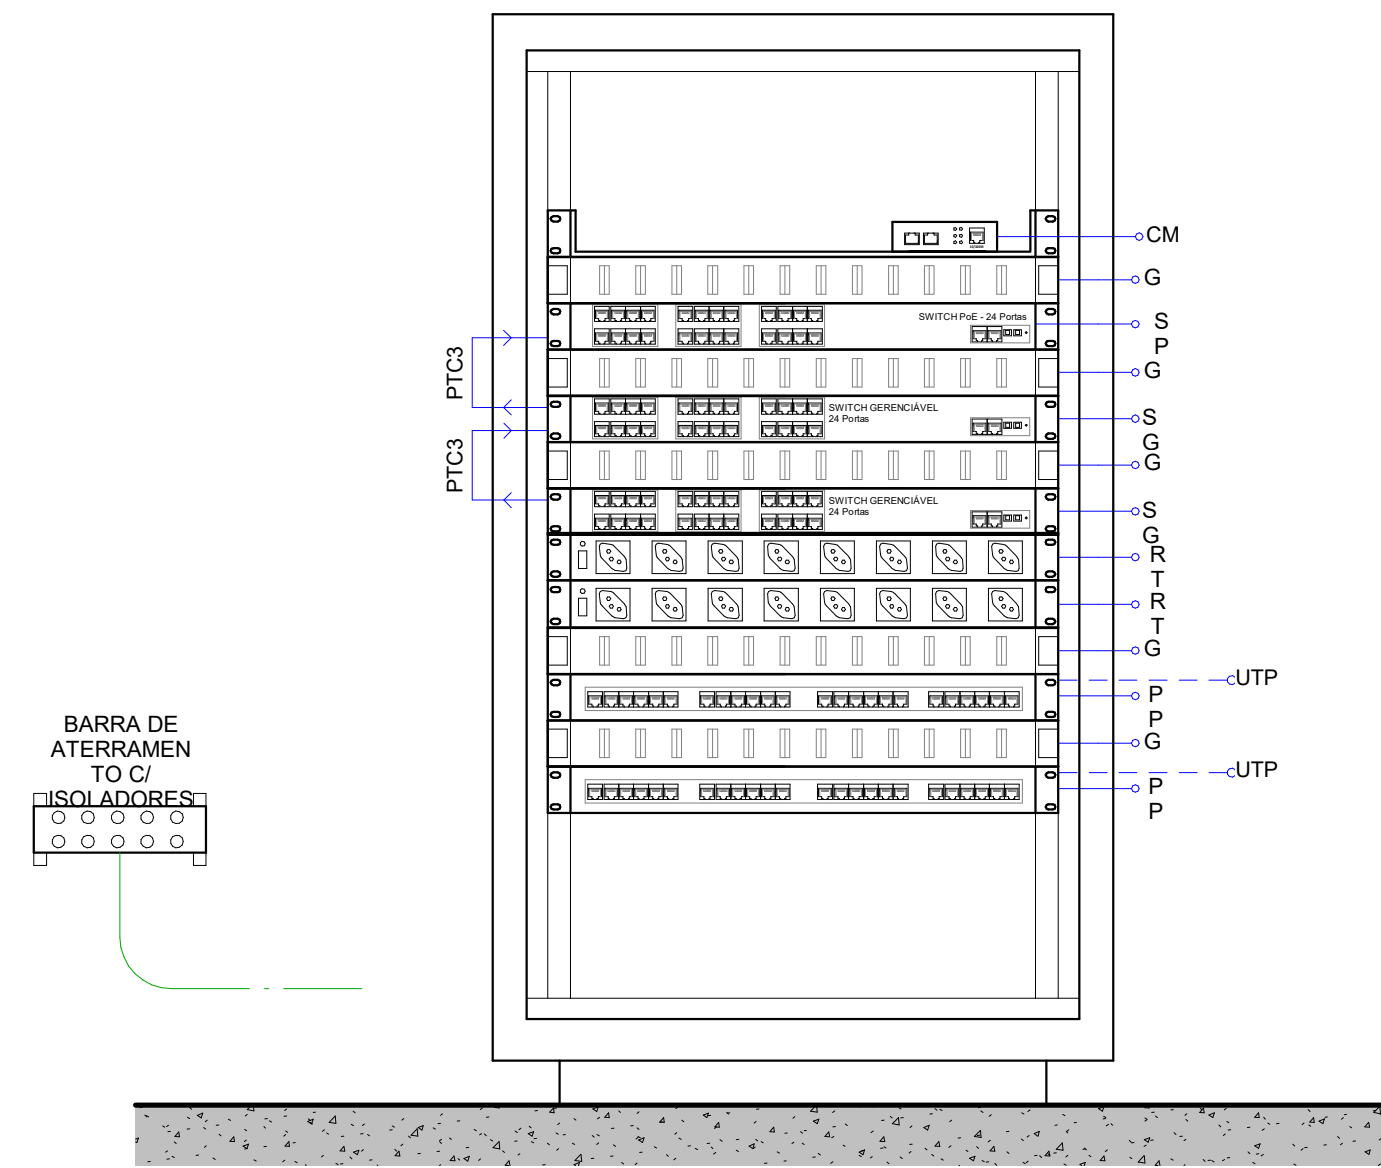 CM
G
SWITCH PoE - 24 Portas
S
P
PTC3
G
SWITCH GERENCIÁVEL
24 Portas
S
G
PTC3
G
SWITCH GERENCIÁVEL
24 Portas
S
G
R
T
R
T
G
UTP
P
P
G
UTP
P
P
BARRA DE
ATERRAMEN
TO C/
ISOLADORES